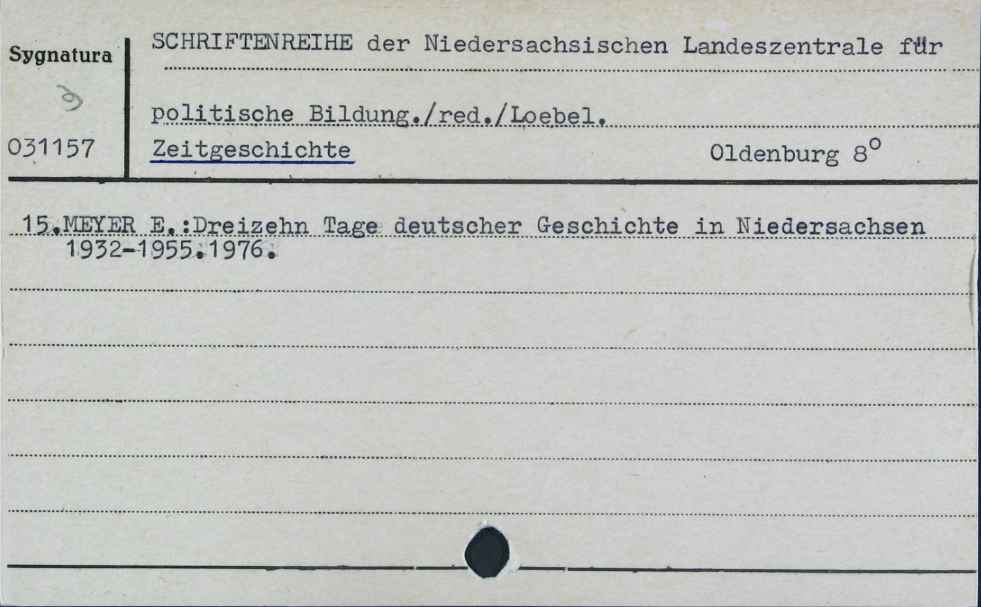 Sygnatura
SCHRIFTENREIHE der Niedersachsischen Landeszentrale für
politische Bildung./red./Loebel.
031157
Zeitgeschichte Oldenburg 8°
15.MEYER E.:Dreizehn Tage deutscher Geschichte in Niedersachsen
1932-1955.1976.